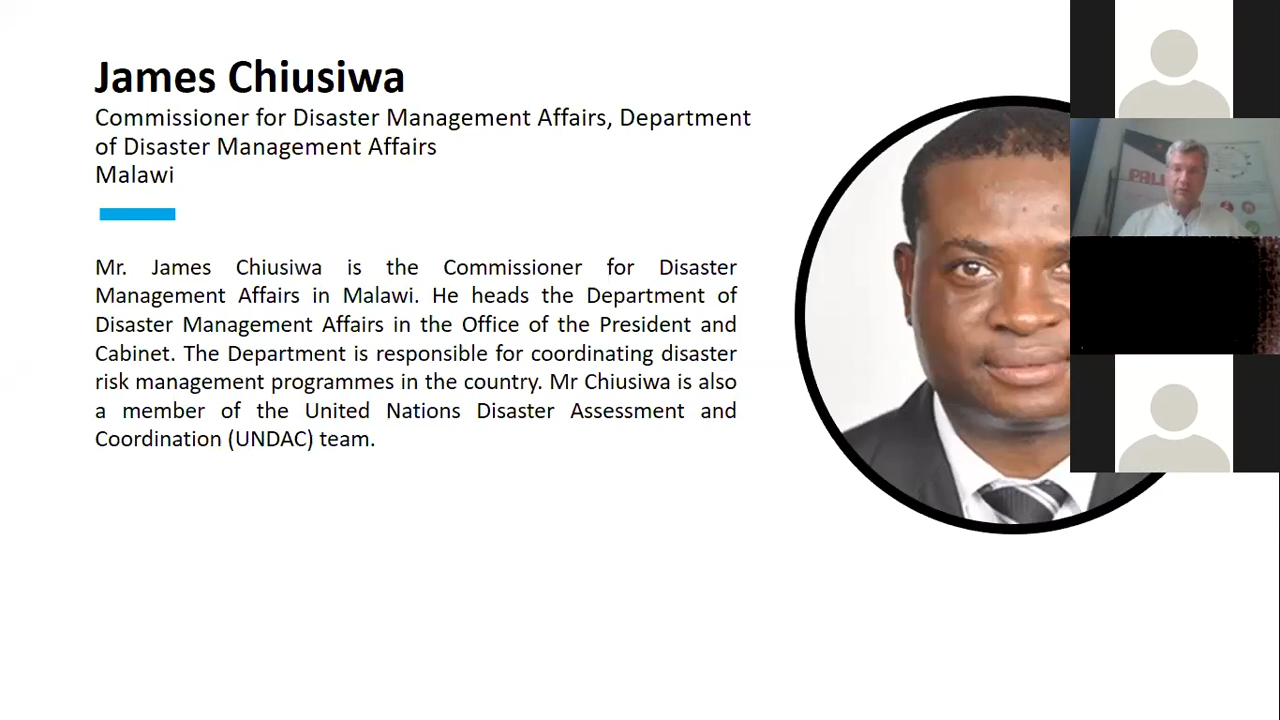 James Chiusiwa
Commissioner for Disaster Management Affairs, Department
of Disaster Management Affairs
Malawi
Mr. James Chiusiwa is the Commissioner for Disaster
Management Affairs in Malawi. He heads the Department of
Disaster Management Affairs in the Office of the President and
Cabinet. The Department is responsible for coordinating disaster
risk management programmes in the country. Mr Chiusiwa is also
a member of the United Nations Disaster Assessment and
Coordination (UNDAC) team.